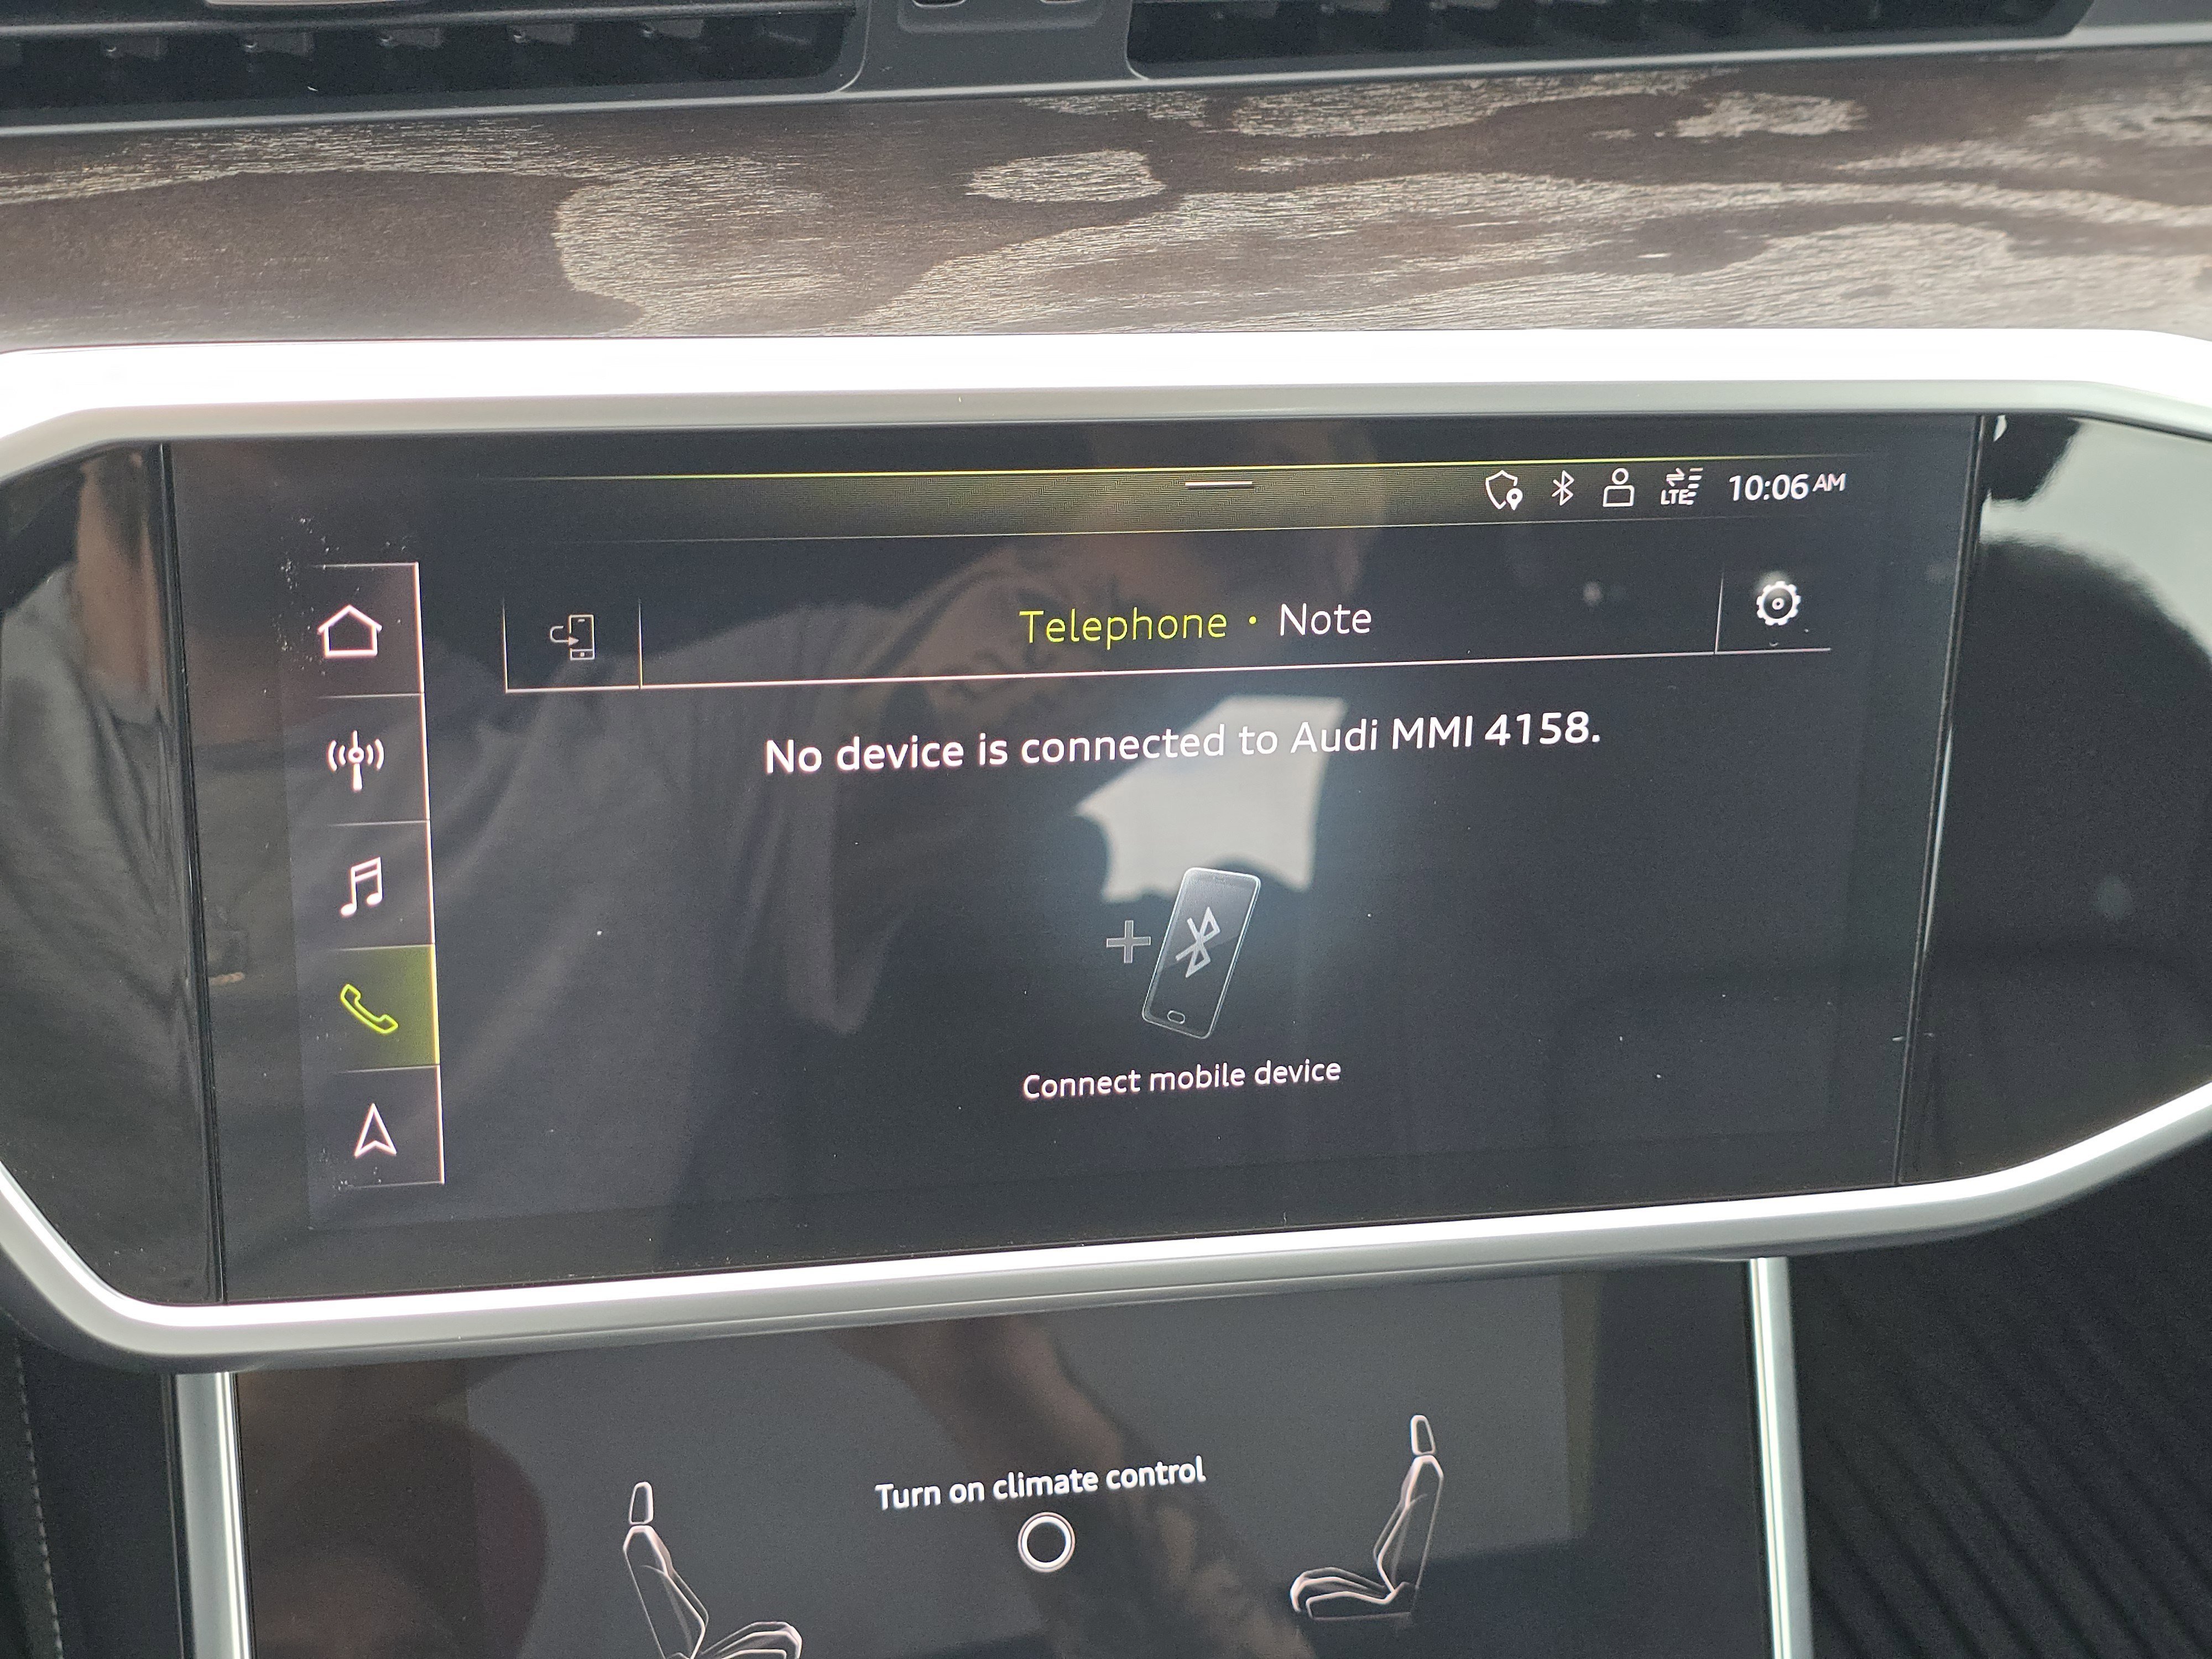 LTE 10:06 AM
Telephone • Note
No device is connected to Audi MMI 4158.
Connect mobile device
Turn on climate control